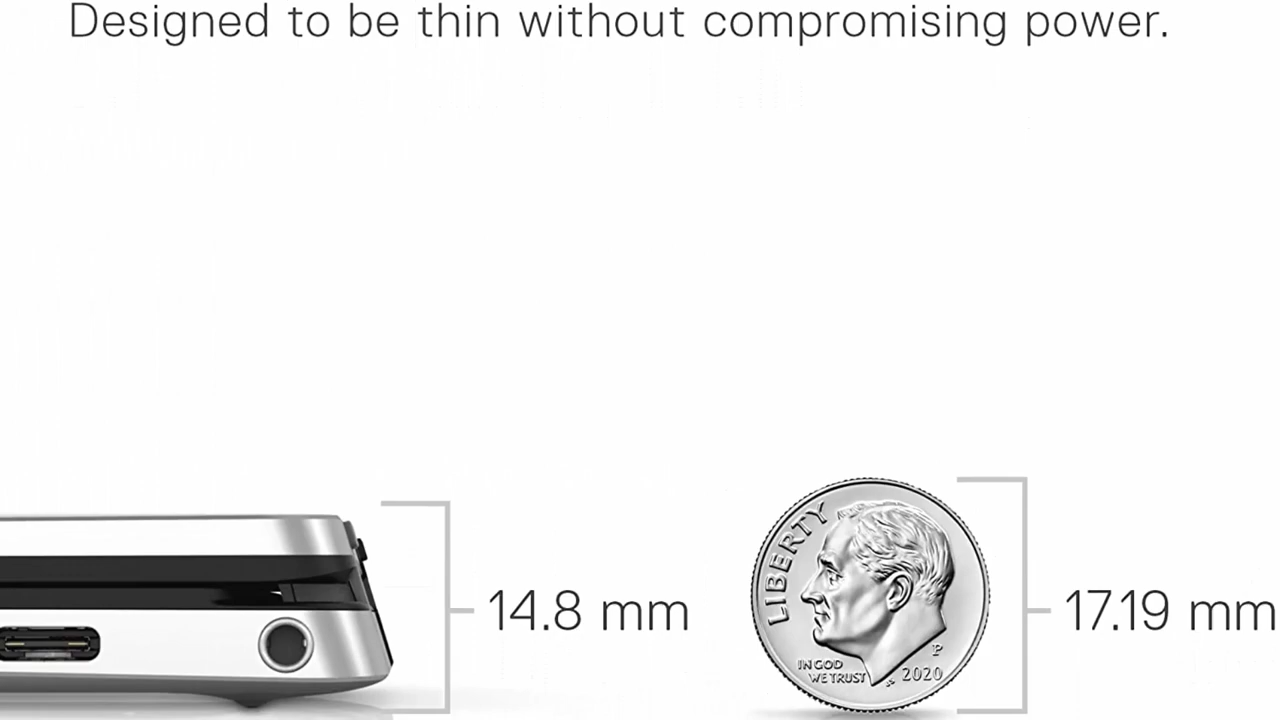 Designed to be thin without compromising power.
14.8 mm
17.19 mm
LIBERTY
IN GOD
WE TRUST
P
2020